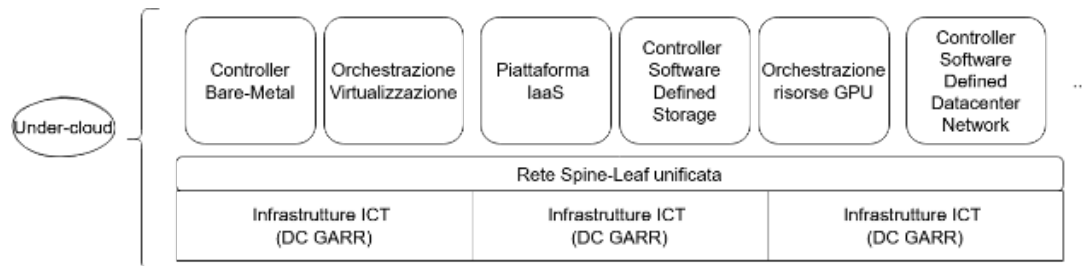 Under-cloud
Controller
Bare-Metal
Orchestrazione
Virtualizzazione
Piattaforma
IaaS
Controller
Software
Defined
Storage
Orchestrazione
risorse GPU
Controller
Software
Defined
Datacenter
Network
..
Rete Spine-Leaf unificata
Infrastrutture ICT
(DC GARR)
Infrastrutture ICT
(DC GARR)
Infrastrutture ICT
(DC GARR)